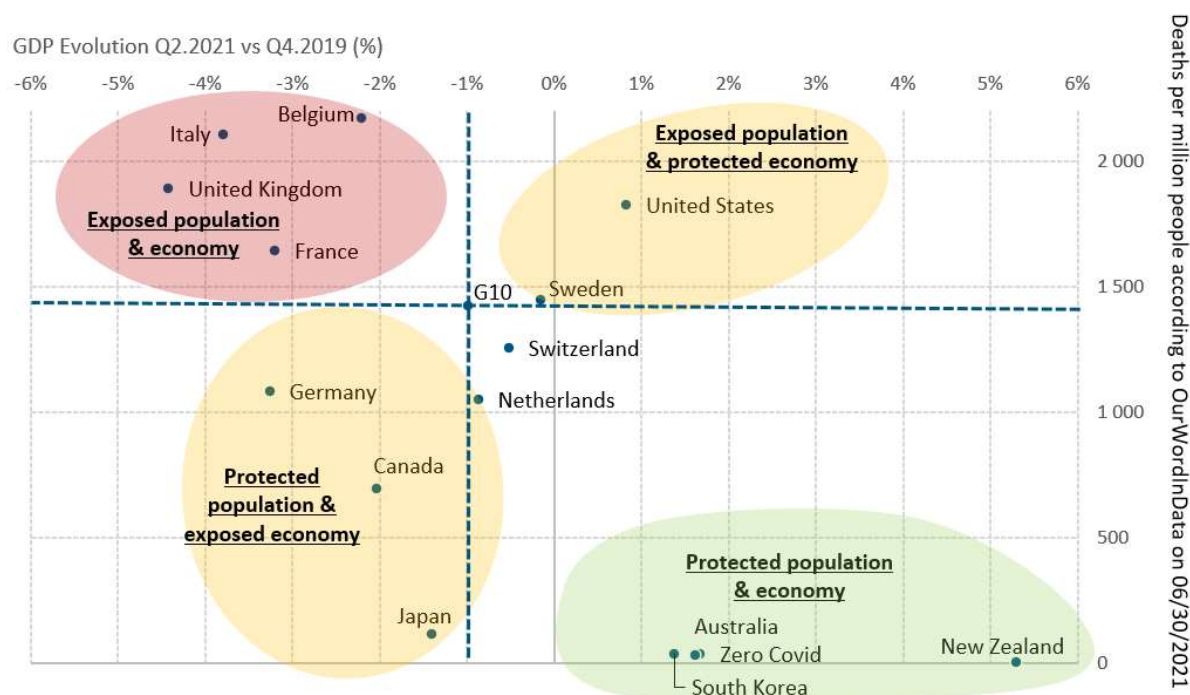 GDP Evolution Q2.2021 vs Q4.2019 (%)
-6% -5% -4% -3% -2% -1% 0% 1% 2% 3% 4% 5% 6%
Belgium
Italy
United Kingdom
Exposed population
& economy
France
Exposed population
& protected economy
United States
2 000
1 500
G10
Sweden
Switzerland
Germany
Netherlands
1 000
Canada
Protected
population &
exposed economy
500
Protected population
& economy
Japan
Australia
Zero Covid
New Zealand
South Korea
0
Deaths per million people according to OurWordInData on 06/30/2021